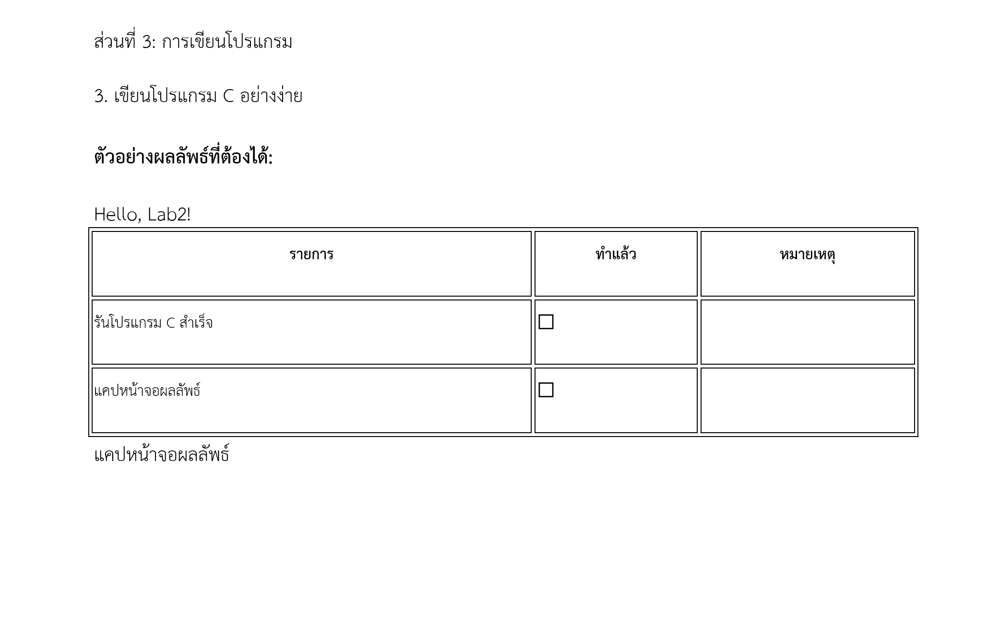 ส่วนที่ 3: การเขียนโปรแกรม
3. เขียนโปรแกรม C อย่างง่าย
ตัวอย่างผลลัพธ์ที่ต้องได้:
Hello, Lab2!
รายการ ทำแล้ว หมายเหตุ
รันโปรแกรม C สำเร็จ ☐
แคปหน้าจอผลลัพธ์ ☐
แคปหน้าจอผลลัพธ์